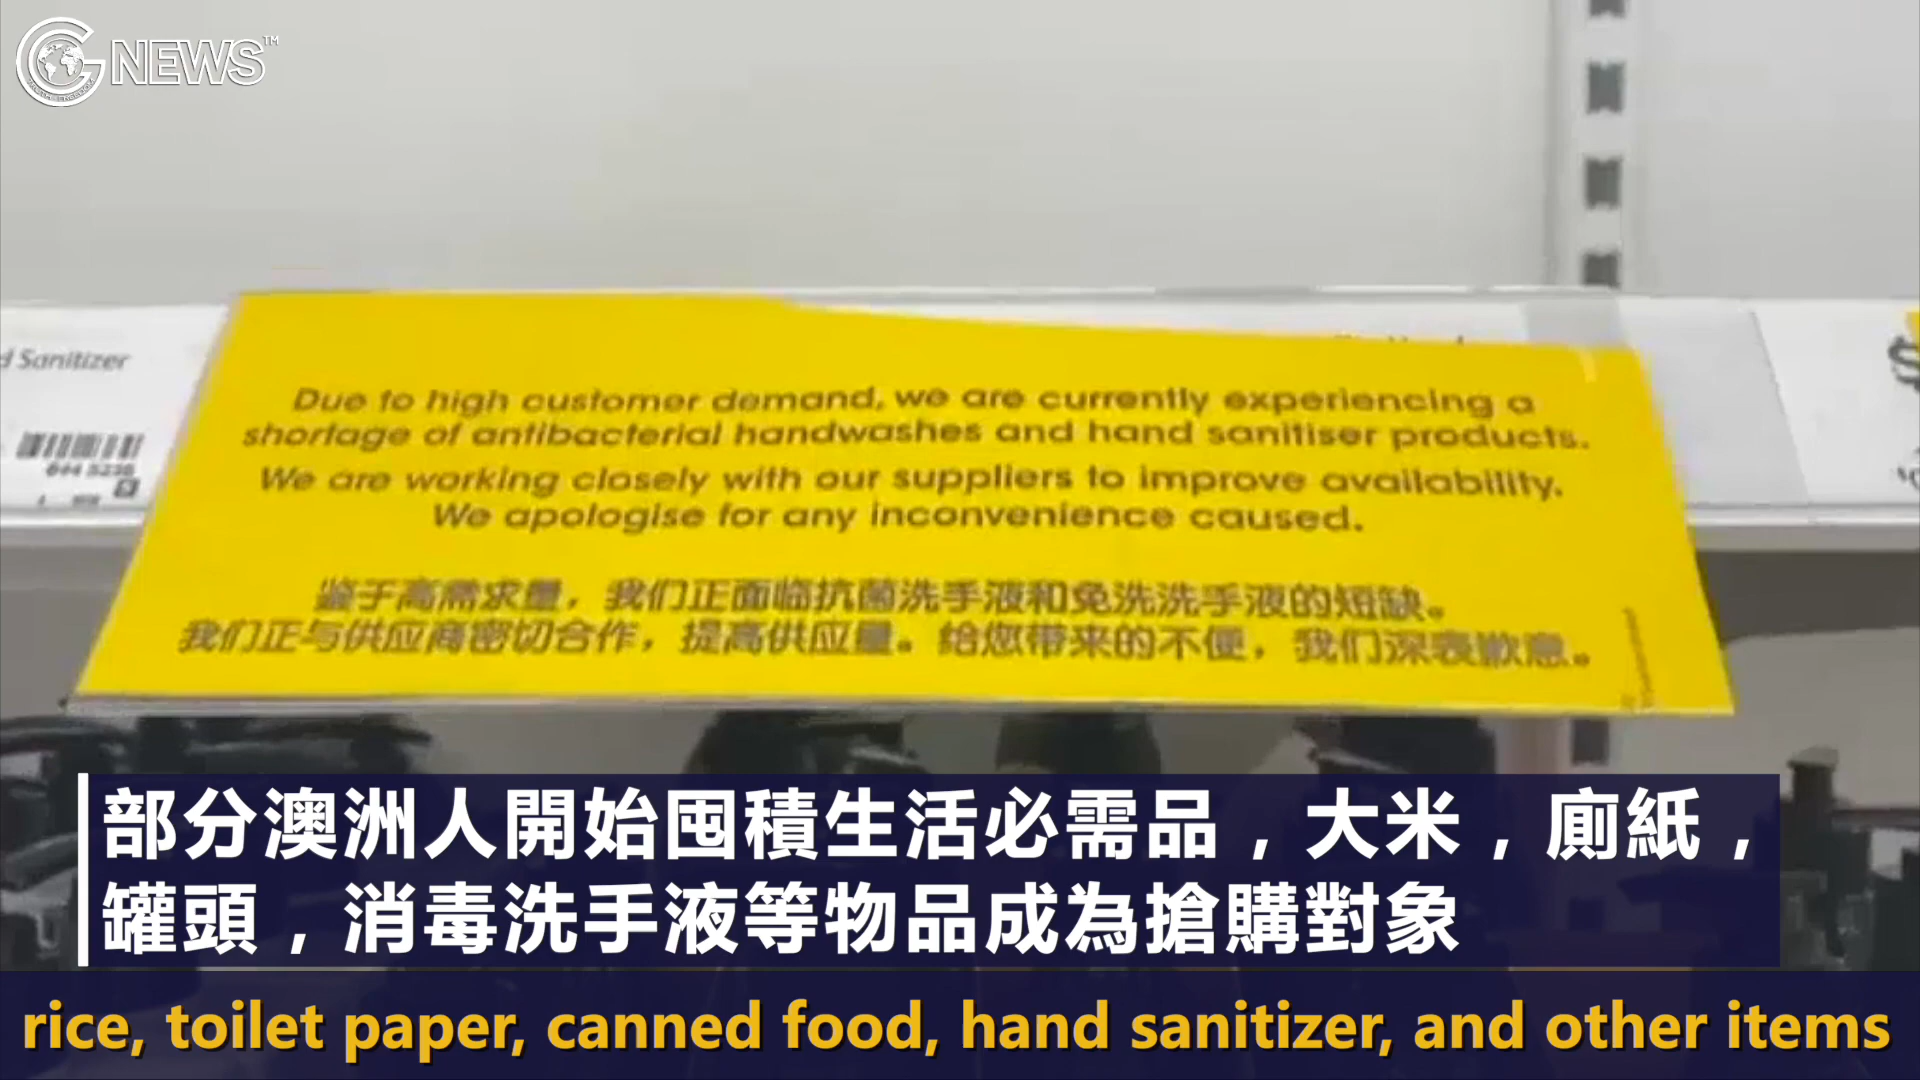 GNEWS™
d Sanitizer
Due to high customer demand, we are currently experiencing a
shortage of antibacterial handwashes and hand sanitiser products.
We are working closely with our suppliers to improve availability.
We apologise for any inconvenience caused.
鉴于高需求量，我们正面临抗菌洗手液和免洗洗手液的短缺。
我们正与供应商密切合作，提高供应量。给您带来的不便，我们深表歉意。
部分澳洲人開始囤積生活必需品，大米，廁紙，
罐頭，消毒洗手液等物品成為搶購對象
rice, toilet paper, canned food, hand sanitizer, and other items